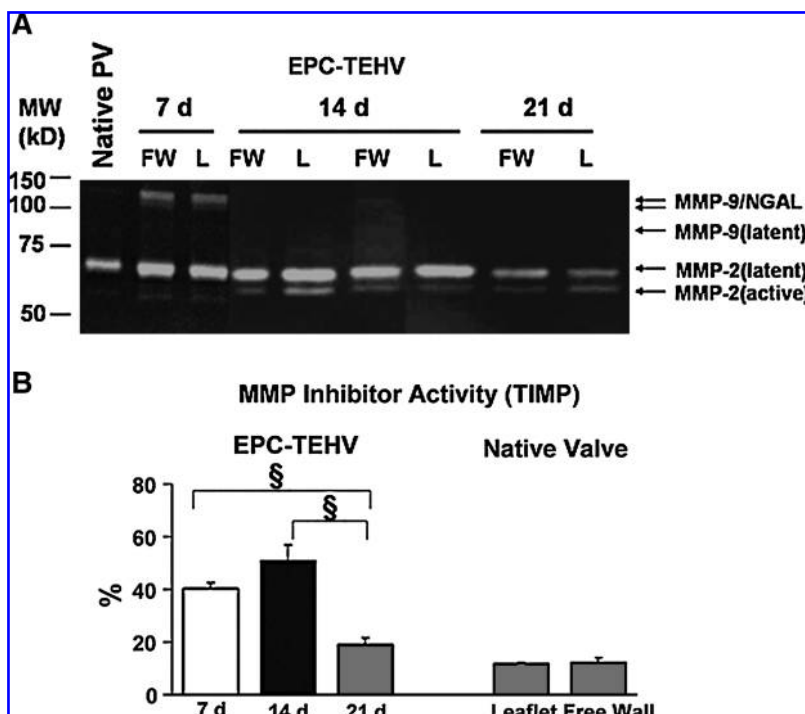 A
Native PV
EPC-TEHV
MW
(kD)
7 d 14 d 21 d
FW L FW L FW L FW L
150
100
75
50
MMP-9/NGAL
MMP-9(latent)
MMP-2(latent)
MMP-2(active)
B
MMP Inhibitor Activity (TIMP)
EPC-TEHV Native Valve
§
§
%
80
60
40
20
0
7 d 14 d 21 d Leaflet Free Wall